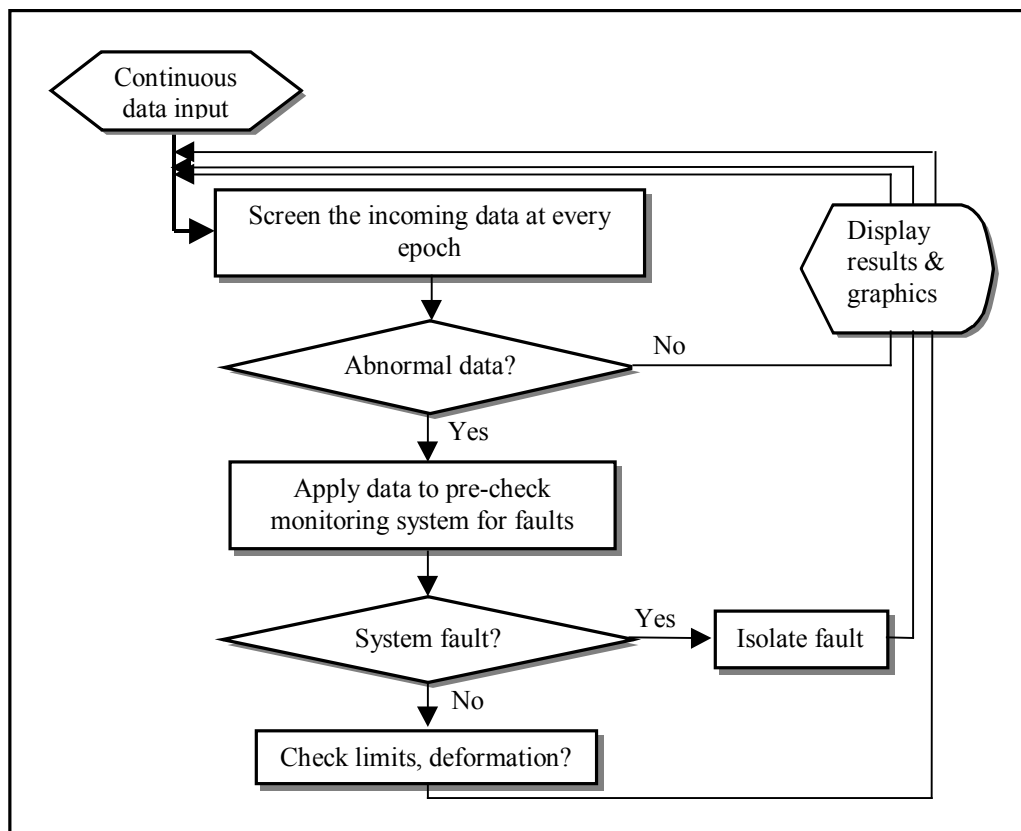 Continuous
data input
Screen the incoming data at every
epoch
Display
results &
graphics
Abnormal data?
No
Yes
Apply data to pre-check
monitoring system for faults
System fault?
Yes
Isolate fault
No
Check limits, deformation?